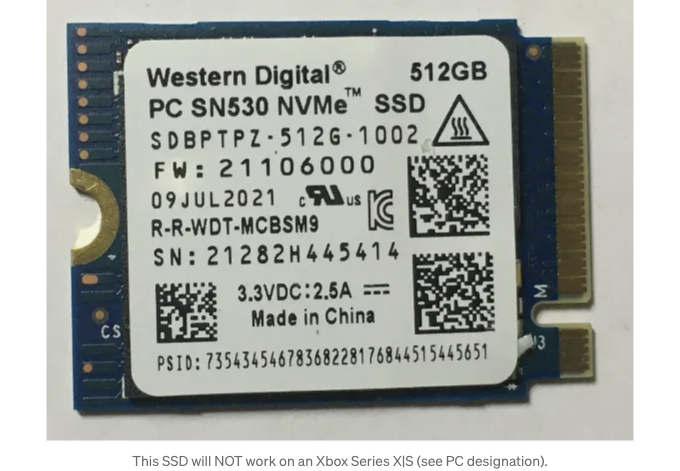 Western Digital® 512GB
PC SN530 NVMe™ SSD
SDBPTPZ-512G-1002
FW: 21106000
09JUL2021 c RU us
R-R-WDT-MCBSM9
SN: 21282H445414
3.3VDC:2.5A
Made in China
M
CS
PSID: 73543454678368228176844515445651
This SSD will NOT work on an Xbox Series X|S (see PC designation).